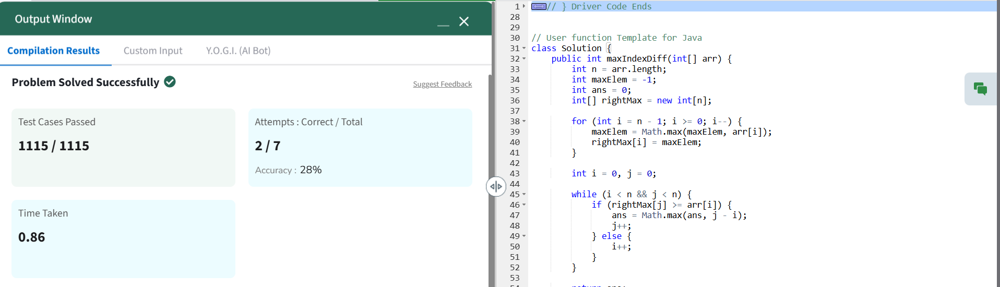 Output Window
Compilation Results Custom Input Y.O.G.I. (AI Bot)
Problem Solved Successfully
Suggest Feedback
Test Cases Passed
1115 / 1115
Attempts : Correct / Total
2 / 7
Accuracy : 28%
Time Taken
0.86
1 // } Driver Code Ends
28
29
30 // User function Template for Java
31 class Solution {
32 public int maxIndexDiff(int[] arr) {
33 int n = arr.length;
34 int maxElem = -1;
35 int ans = 0;
36 int[] rightMax = new int[n];
37
38 for (int i = n - 1; i >= 0; i--) {
39 maxElem = Math.max(maxElem, arr[i]);
40 rightMax[i] = maxElem;
41 }
42
43 int i = 0, j = 0;
44
45 while (i < n && j < n) {
46 if (rightMax[j] >= arr[i]) {
47 ans = Math.max(ans, j - i);
48 j++;
49 } else {
50 i++;
51 }
52 }
53